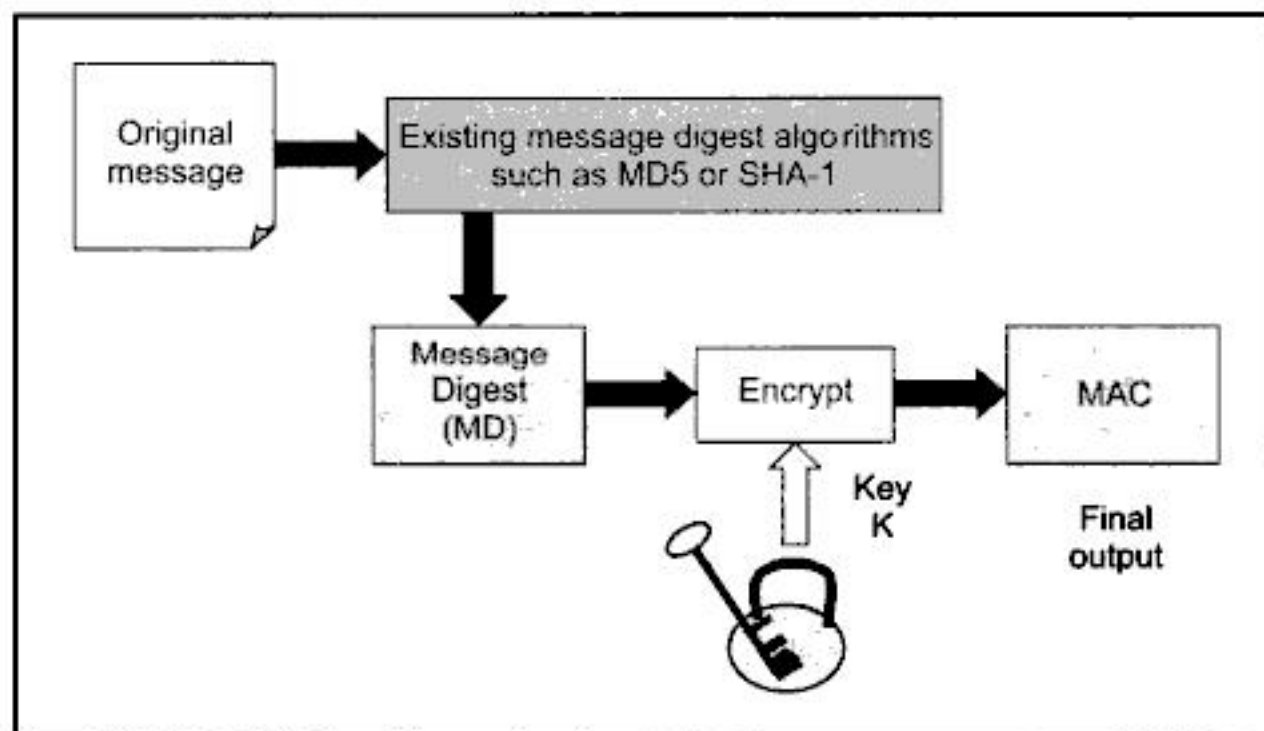 Original
message
Existing message digest algorithms
such as MD5 or SHA-1
Message
Digest
(MD)
Encrypt
MAC
Key
K
Final
output